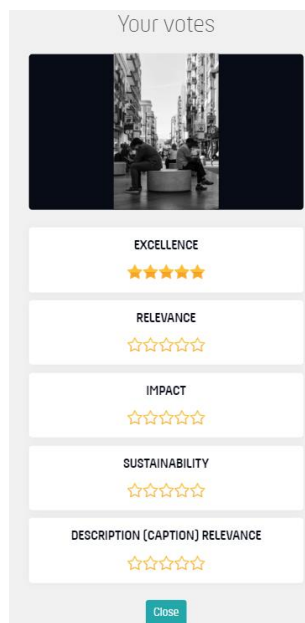 Your votes
EXCELLENCE
RELEVANCE
IMPACT
SUSTAINABILITY
DESCRIPTION (CAPTION) RELEVANCE
Close